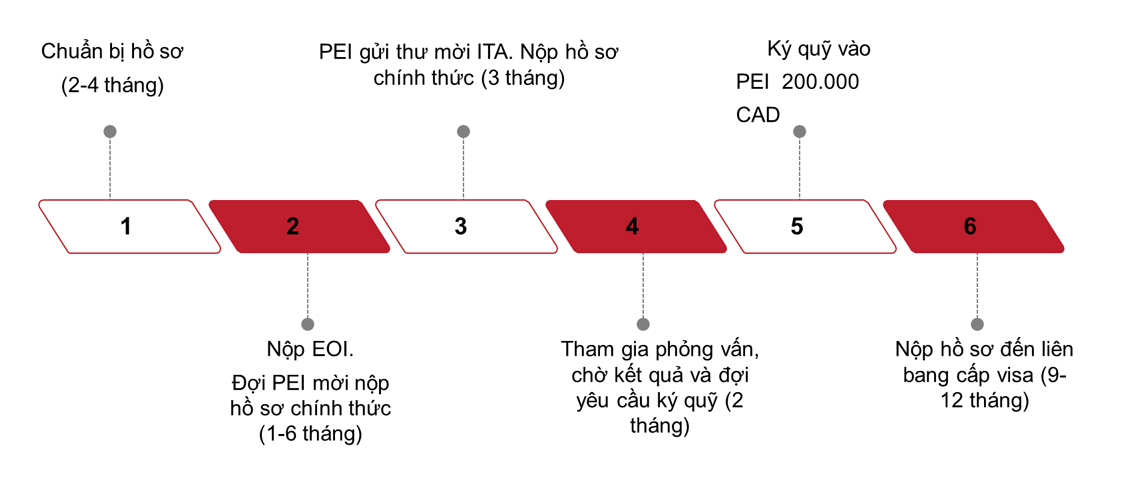 Chuẩn bị hồ sơ
(2-4 tháng)
PEI gửi thư mời ITA. Nộp hồ sơ
chính thức (3 tháng)
Ký quỹ vào
PEI 200.000
CAD
1
2
3
4
5
6
Nộp EOI.
Đợi PEI mời nộp
hồ sơ chính thức
(1-6 tháng)
Tham gia phỏng vấn,
chờ kết quả và đợi
yêu cầu ký quỹ (2
tháng)
Nộp hồ sơ đến liên
bang cấp visa (9-
12 tháng)